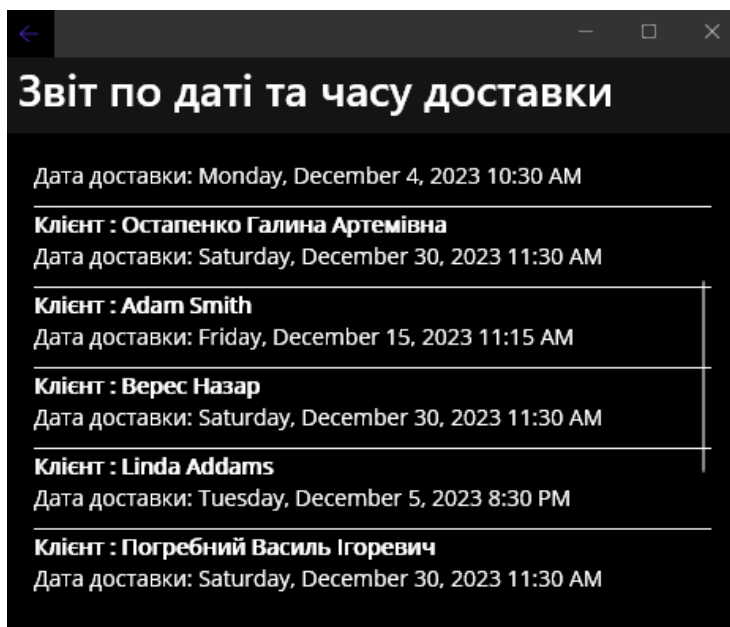 Звіт по даті та часу доставки
Дата доставки: Monday, December 4, 2023 10:30 AM
Клієнт : Остапенко Галина Артемівна
Дата доставки: Saturday, December 30, 2023 11:30 AM
Клієнт : Adam Smith
Дата доставки: Friday, December 15, 2023 11:15 AM
Клієнт : Верес Назар
Дата доставки: Saturday, December 30, 2023 11:30 AM
Клієнт : Linda Addams
Дата доставки: Tuesday, December 5, 2023 8:30 PM
Клієнт : Погребний Василь Ігоревич
Дата доставки: Saturday, December 30, 2023 11:30 AM